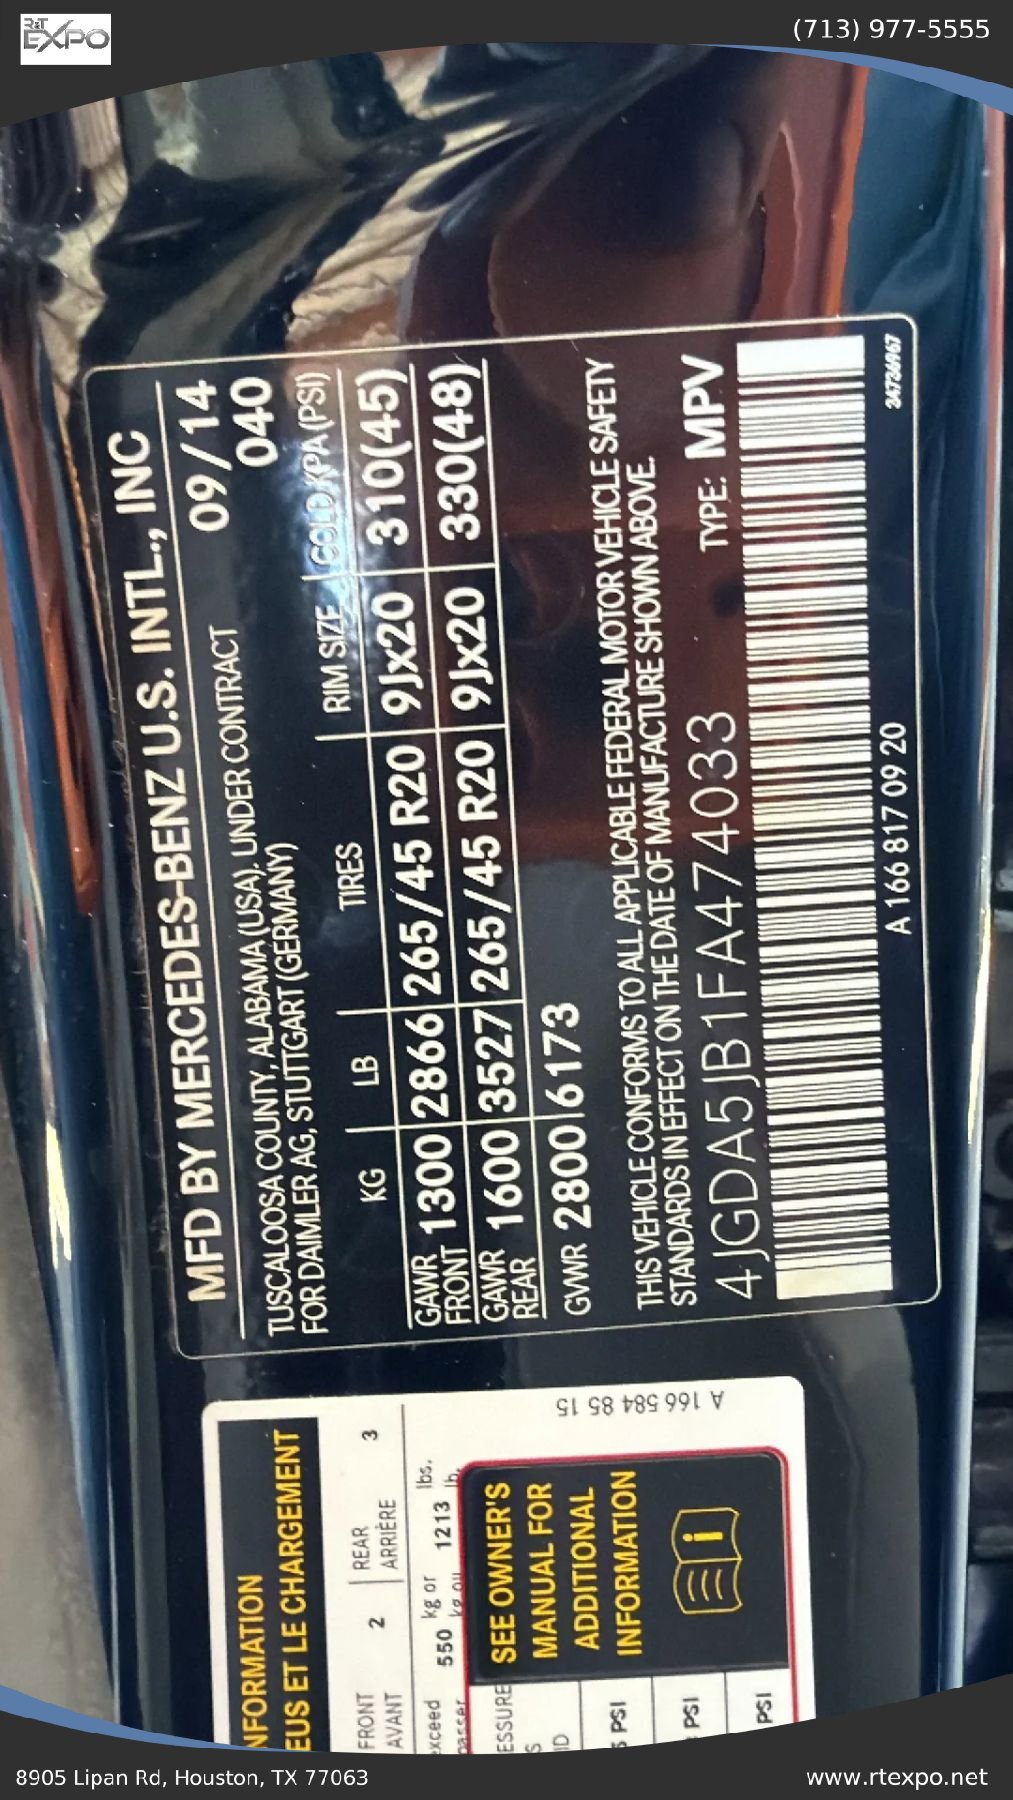 R&T
EXPO
(713) 977-5555
MFD BY MERCEDES-BENZ U.S. INTL., INC
TUSCALOOSA COUNTY, ALABAMA (USA). UNDER CONTRACT 09/14
FOR DAIMLER AG, STUTTGART (GERMANY) 040
KG LB TIRES RIM SIZE COLD KPA (PSI)
GAWR FRONT 1300 2866 265/45 R20 9Jx20 310(45)
GAWR REAR 1600 3527 265/45 R20 9Jx20 330(48)
GVWR 2800 6173
THIS VEHICLE CONFORMS TO ALL APPLICABLE FEDERAL MOTOR VEHICLE SAFETY
STANDARDS IN EFFECT ON THE DATE OF MANUFACTURE SHOWN ABOVE.
4JGDA5JB1FA474033 TYPE: MPV
A 166 817 09 20
34736967
NFORMATION
EUS ET LE CHARGEMENT
FRONT 2 REAR 3
AVANT ARRIÈRE
xceed 550 kg or 1213 lbs.
kg ou lb.
ESSURE
PSI
PSI
PSI
SEE OWNER'S
MANUAL FOR
ADDITIONAL
INFORMATION
i
A 166 584 85 15
8905 Lipan Rd, Houston, TX 77063
www.rtexpo.net